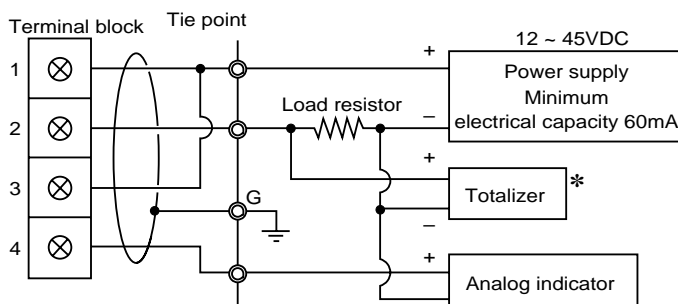 Terminal block
Tie point
12 ~ 45VDC
1
+
Power supply
Minimum
electrical capacity 60mA
Load resistor
2
–
+
Totalizer
*
3
G
–
4
+
Analog indicator